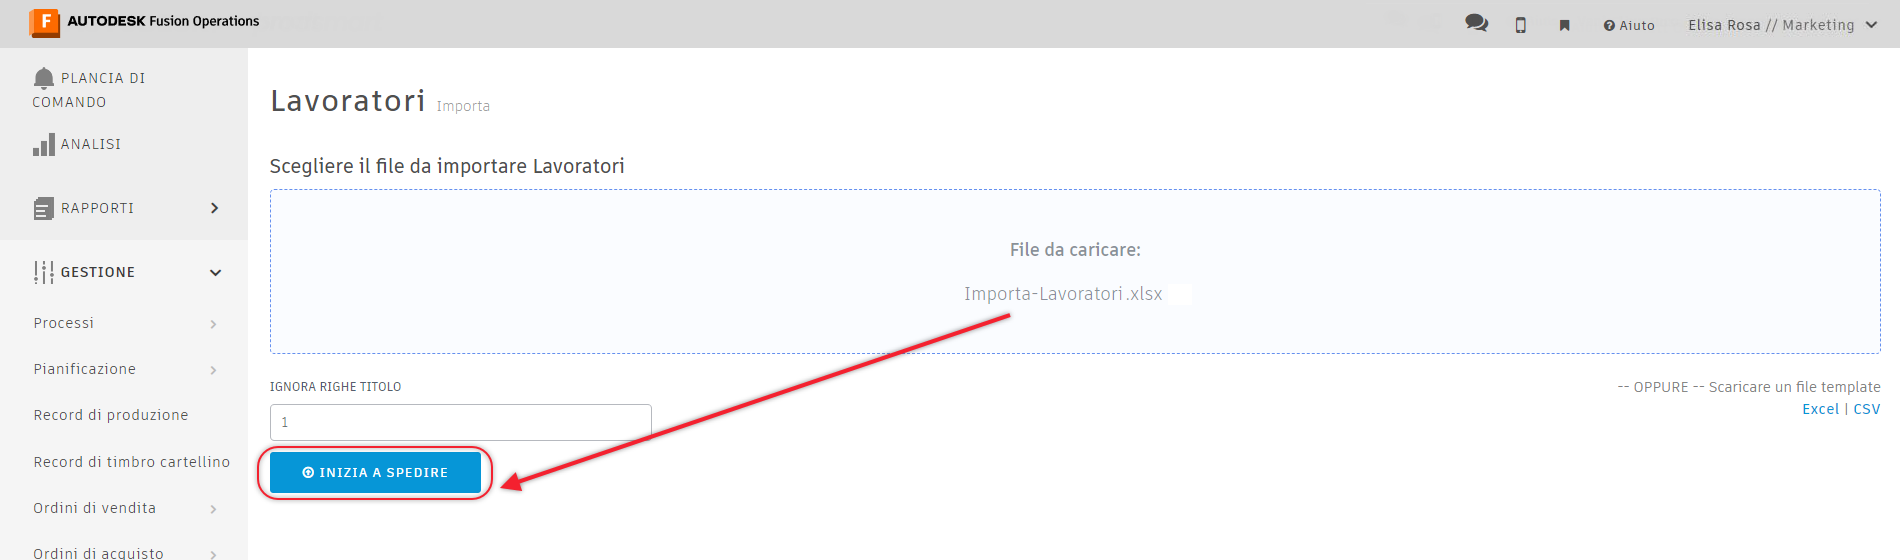 AUTODESK Fusion Operations
Aiuto
Elisa Rosa // Marketing
PLANCIA DI
COMANDO
ANALISI
RAPPORTI
GESTIONE
Processi
Pianificazione
Record di produzione
Record di timbro cartellino
Ordini di vendita
Ordini di acquisto
Lavoratori Importa
Scegliere il file da importare Lavoratori
File da caricare:
Importa-Lavoratori.xlsx
IGNORA RIGHE TITOLO
1
INIZIA A SPEDIRE
-- OPPURE -- Scaricare un file template
Excel | CSV